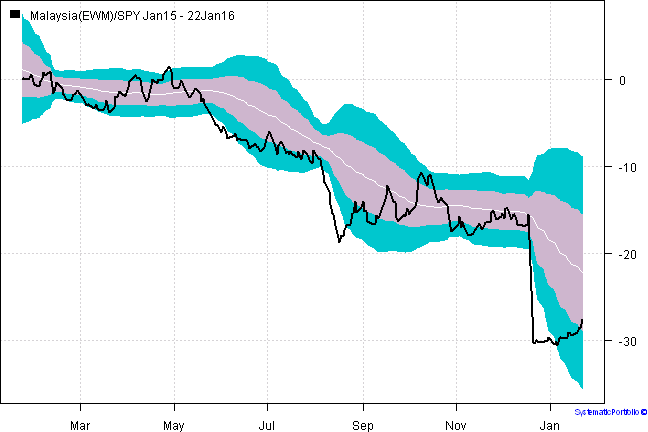 Malaysia(EWM)/SPY Jan15 - 22Jan16
0
-10
-20
-30
Mar May Jul Sep Nov Jan
SystematicPortfolio ©